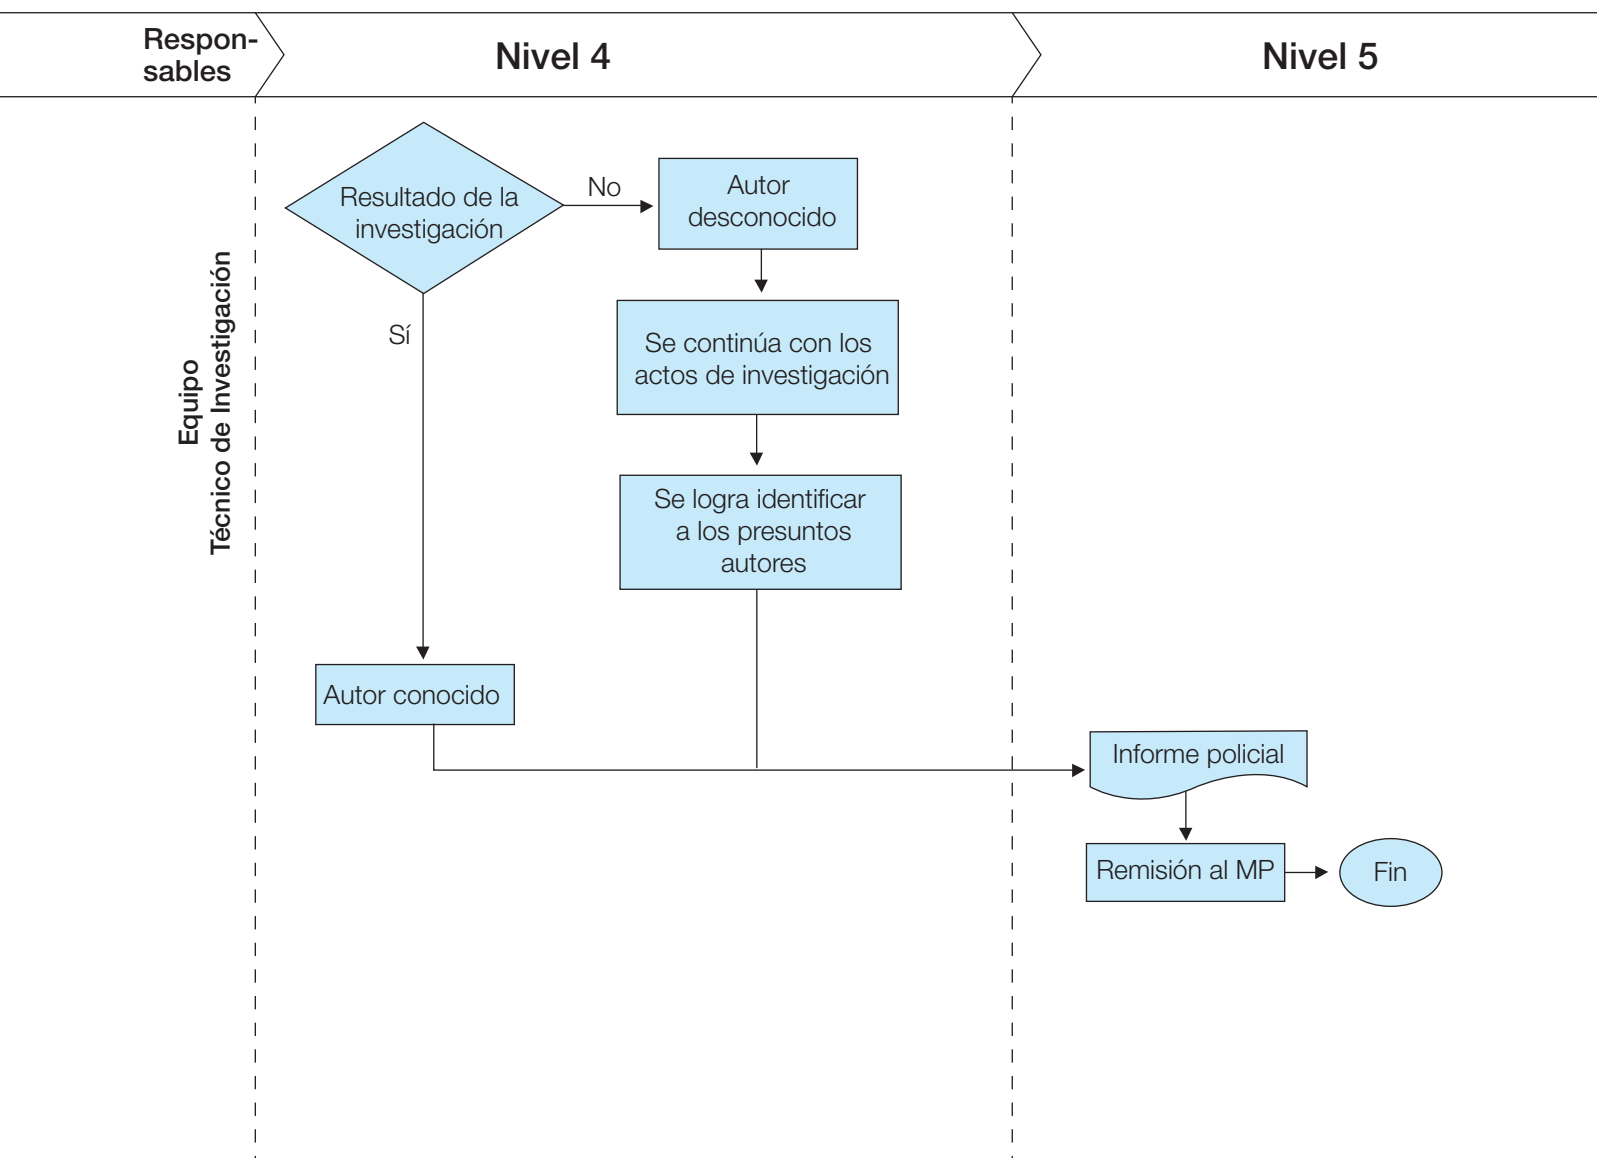 Respon-
sables
Nivel 4
Nivel 5
Equipo
Técnico de Investigación
Resultado de la
investigación
No
Autor
desconocido
Sí
Se continúa con los
actos de investigación
Se logra identificar
a los presuntos
autores
Autor conocido
Informe policial
Remisión al MP
Fin